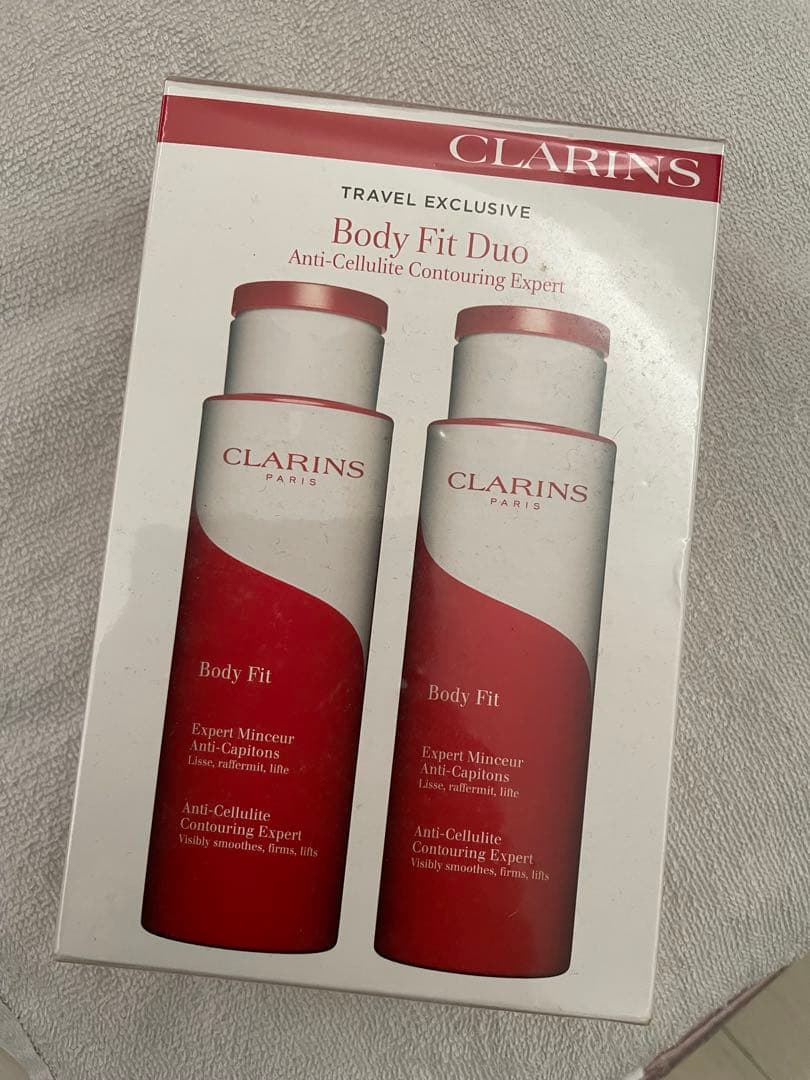 CLARINS
TRAVEL EXCLUSIVE
Body Fit Duo
Anti-Cellulite Contouring Expert
CLARINS
PARIS
Body Fit
Expert Minceur
Anti-Capitons
Lisse, raffermit, lifte
Anti-Cellulite
Contouring Expert
Visibly smoothes, firms, lifts
CLARINS
PARIS
Body Fit
Expert Minceur
Anti-Capitons
Lisse, raffermit, lifte
Anti-Cellulite
Contouring Expert
Visibly smoothes, firms, lifts